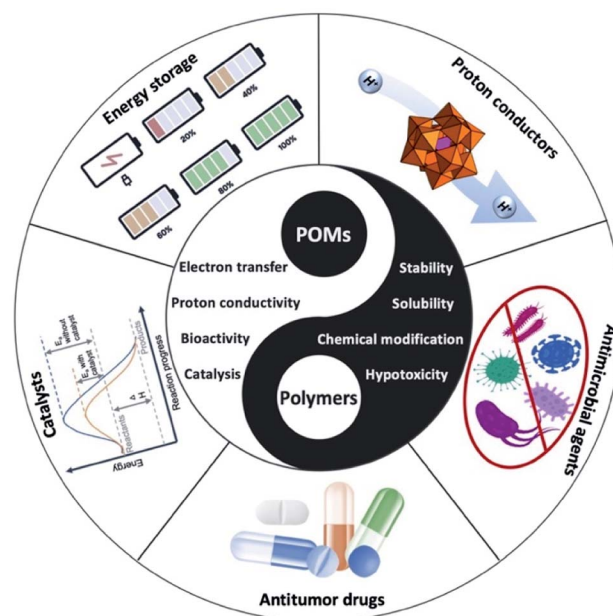 Energy storage
20%
40%
60%
80%
100%
Proton conductors
H⁺
H⁺
Antimicrobial agents
Antitumor drugs
Catalysts
Energy
Reaction progress
Reactants
Products
Eₐ without
catalyst
Eₐ with
catalyst
Δ
H
POMs
Electron transfer
Proton conductivity
Bioactivity
Catalysis
Stability
Solubility
Chemical modification
Hypotoxicity
Polymers